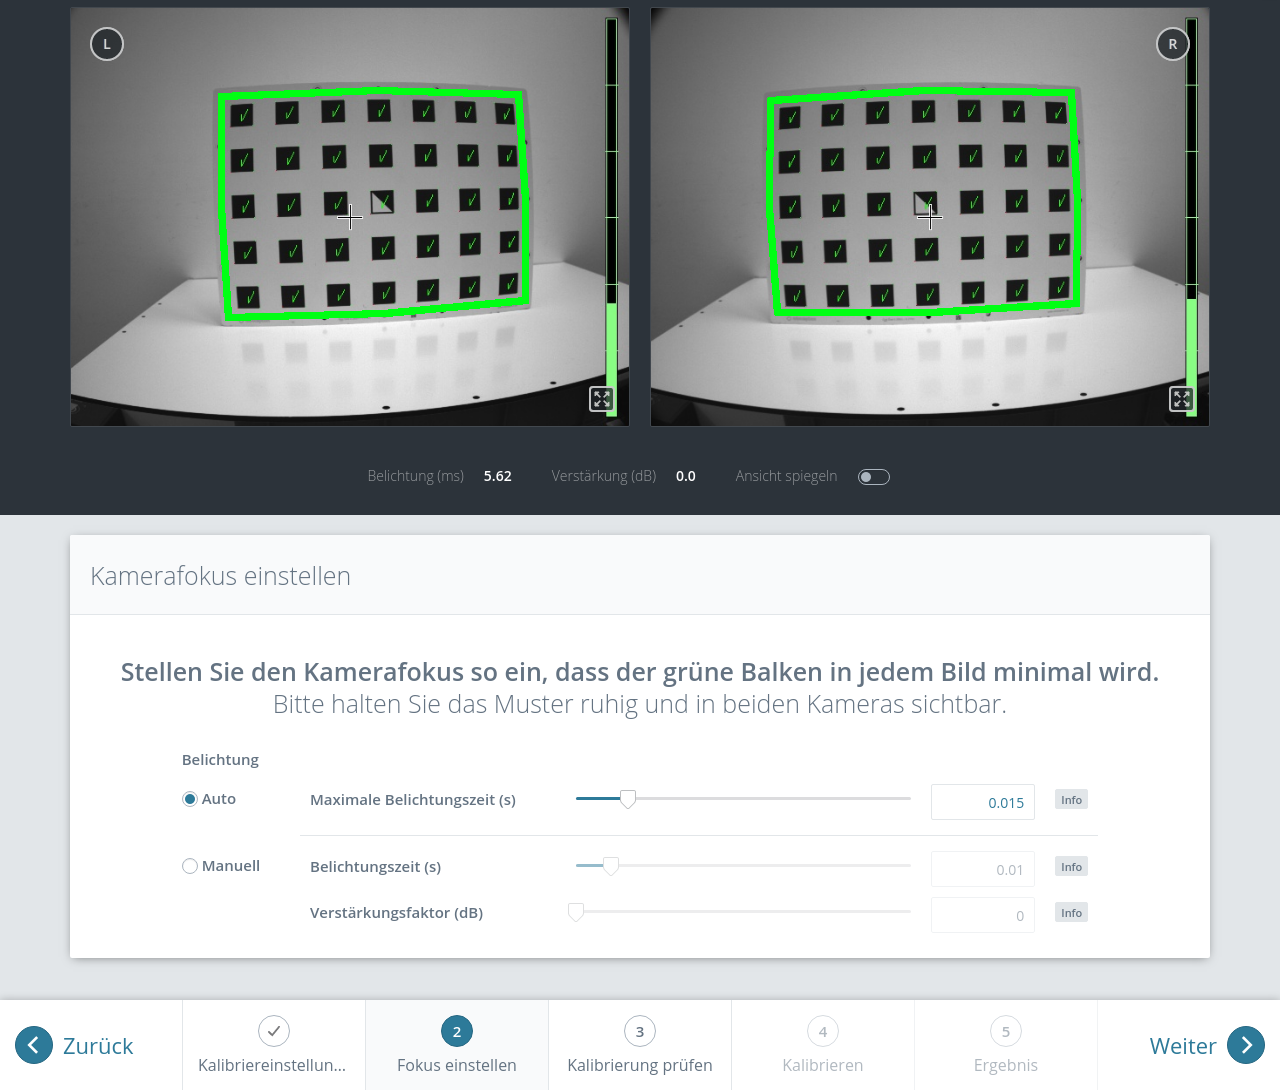 L
R
Belichtung (ms) 5.62 Verstärkung (dB) 0.0 Ansicht spiegeln
Kamerafokus einstellen
Stellen Sie den Kamerafokus so ein, dass der grüne Balken in jedem Bild minimal wird.
Bitte halten Sie das Muster ruhig und in beiden Kameras sichtbar.
Belichtung
Auto Maximale Belichtungszeit (s) 0.015 Info
Manuell Belichtungszeit (s) 0.01 Info
Verstärkungsfaktor (dB) 0 Info
Zurück
Kalibriereinstellun...
2 Fokus einstellen
3 Kalibrierung prüfen
4 Kalibrieren
5 Ergebnis
Weiter